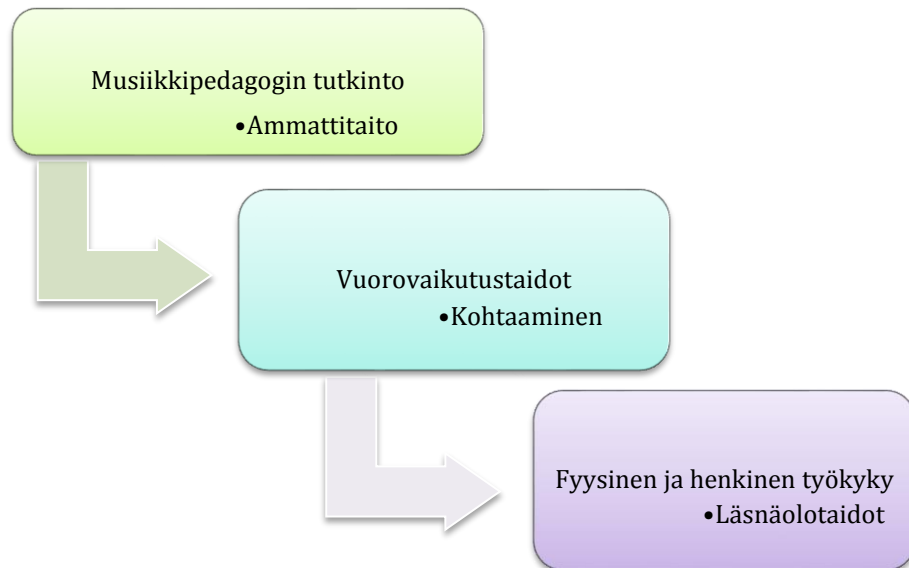 Musiikkipedagogin tutkinto
•Ammattitaito
Vuorovaikutustaidot
•Kohtaaminen
Fyysinen ja henkinen työkyky
•Läsnäolotaidot